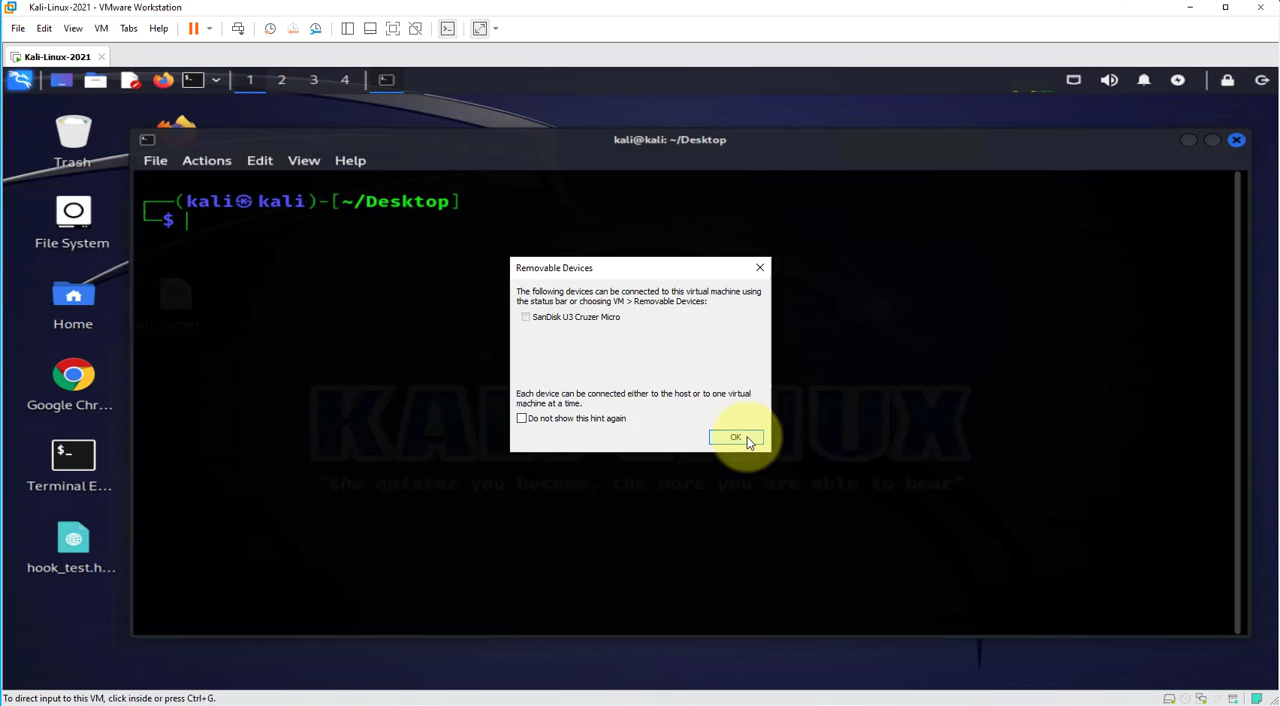 Kali-Linux-2021 - VMware Workstation
File Edit View VM Tabs Help
Kali-Linux-2021
1 2 3 4
kali@kali: ~/Desktop
File Actions Edit View Help
(kali㉿kali)-[~/Desktop]
$
Trash
File System
Home
Google Chr...
Terminal E...
hook_test.h...
Removable Devices
The following devices can be connected to this virtual machine using
the status bar or choosing VM > Removable Devices:
SanDisk U3 Cruzer Micro
Each device can be connected either to the host or to one virtual
machine at a time.
Do not show this hint again
OK
KALI LINUX
"the quieter you become, the more you are able to hear"
To direct input to this VM, click inside or press Ctrl+G.